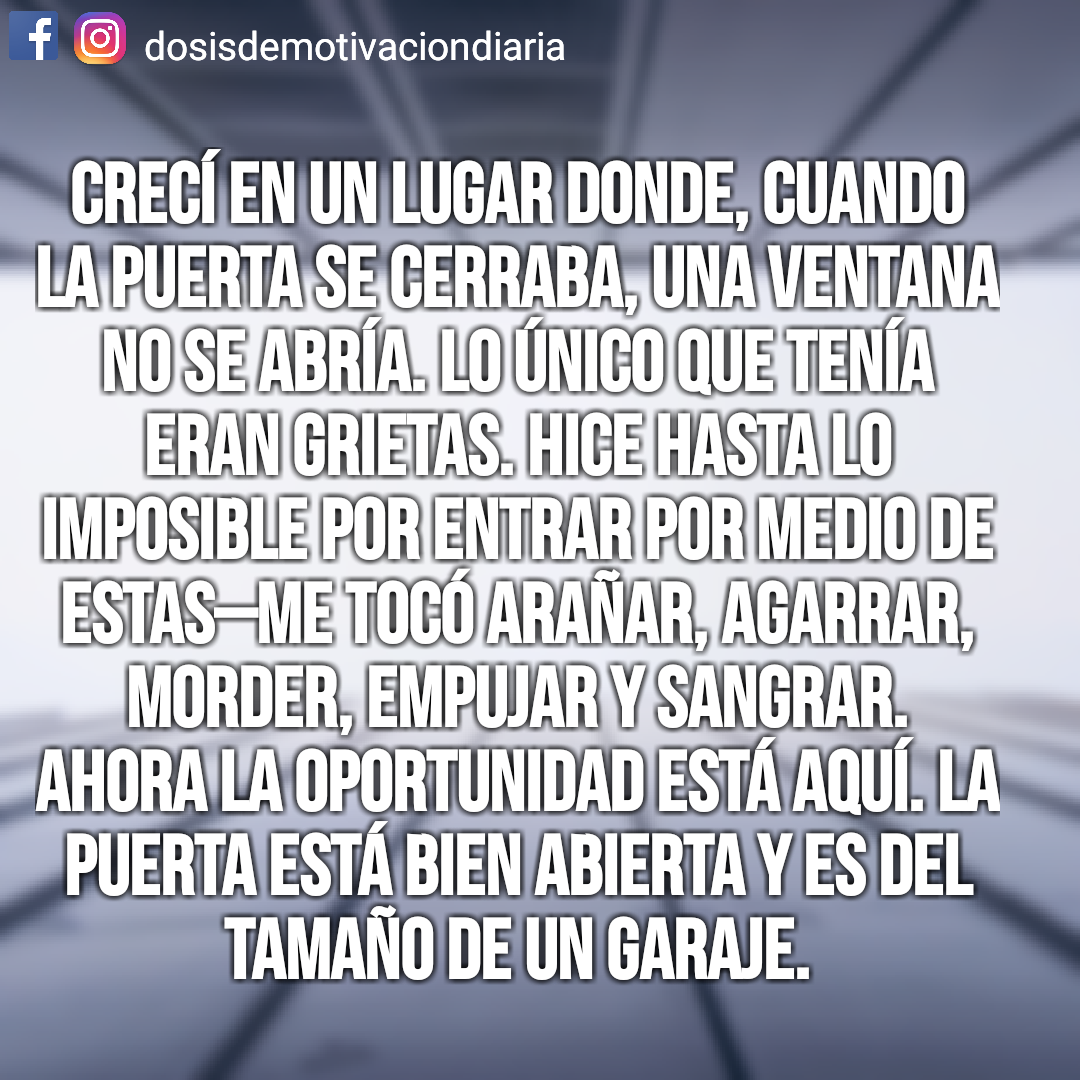 dosisdemotivaciondiaria
CRECÍ EN UN LUGAR DONDE, CUANDO
LA PUERTA SE CERRABA, UNA VENTANA
NO SE ABRÍA. LO ÚNICO QUE TENÍA
ERAN GRIETAS. HICE HASTA LO
IMPOSIBLE POR ENTRAR POR MEDIO DE
ESTAS—ME TOCÓ ARAÑAR, AGARRAR,
MORDER, EMPUJAR Y SANGRAR.
AHORA LA OPORTUNIDAD ESTÁ AQUÍ. LA
PUERTA ESTÁ BIEN ABIERTA Y ES DEL
TAMAÑO DE UN GARAJE.